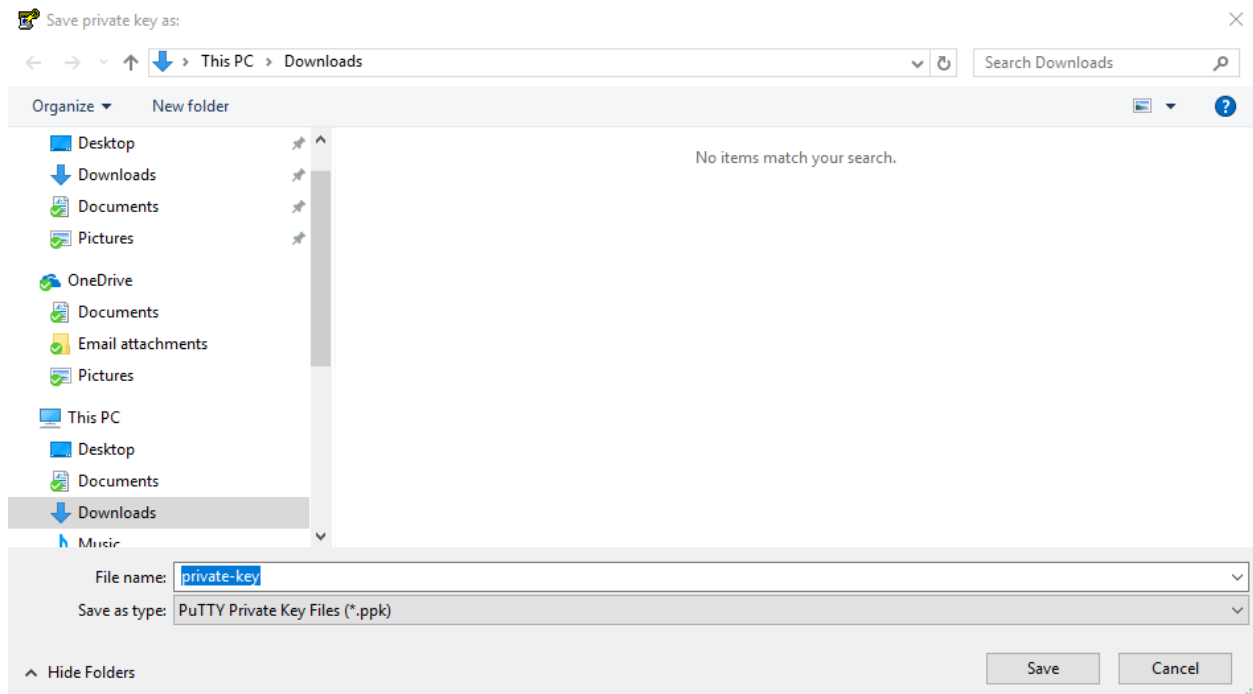 Save private key as:
This PC > Downloads
Search Downloads
Organize
New folder
Desktop
Downloads
Documents
Pictures
OneDrive
Documents
Email attachments
Pictures
This PC
Desktop
Documents
Downloads
Music
No items match your search.
File name: private-key
Save as type: PuTTY Private Key Files (*.ppk)
Hide Folders
Save
Cancel